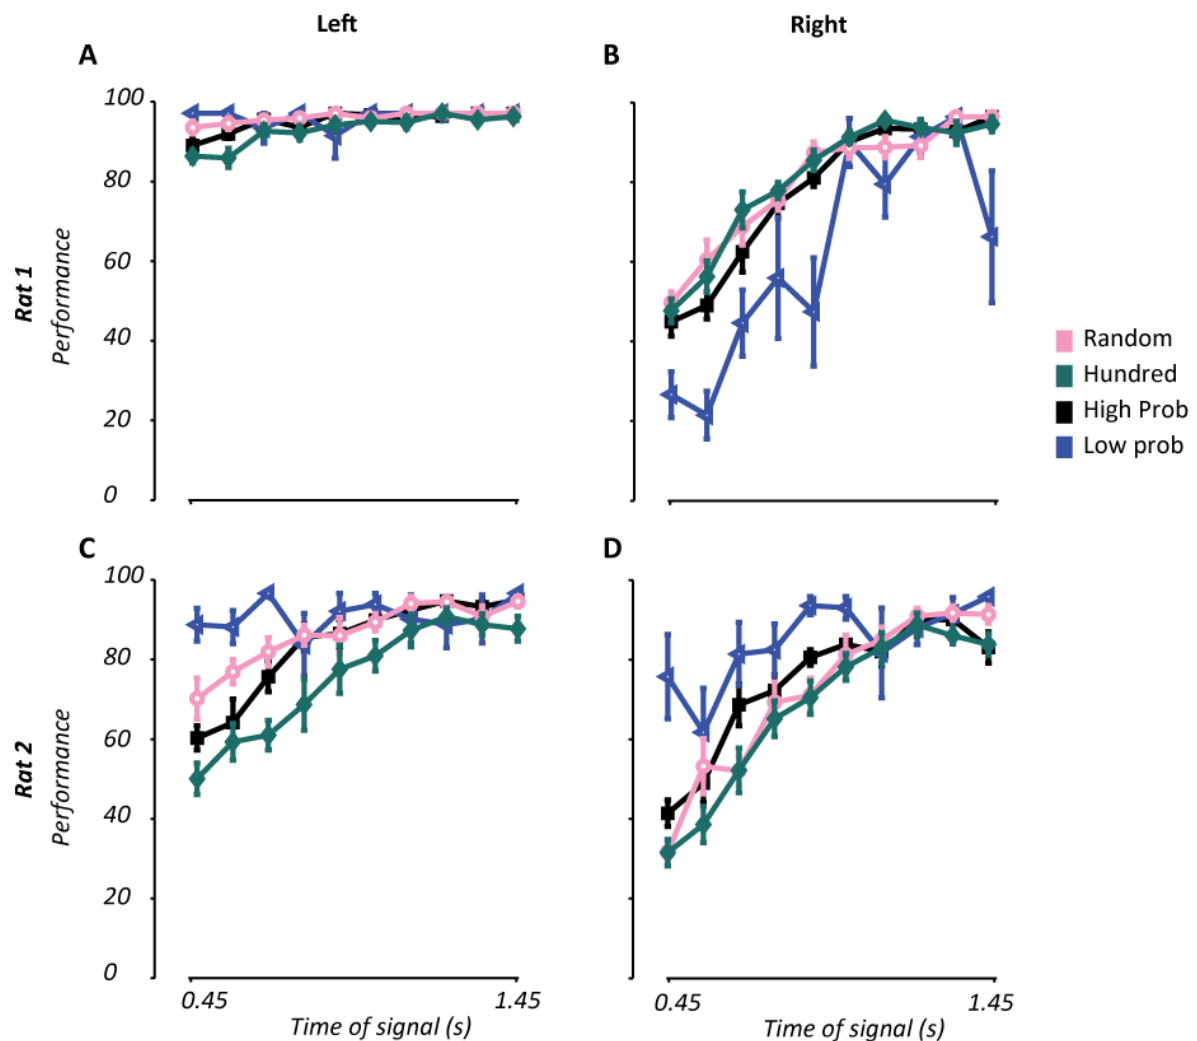 Left
Right
A
B
100
80
60
40
20
0
Rat 1
Performance
Random
Hundred
High Prob
Low prob
C
D
100
80
60
40
20
0
Rat 2
Performance
0.45
1.45
Time of signal (s)
0.45
1.45
Time of signal (s)